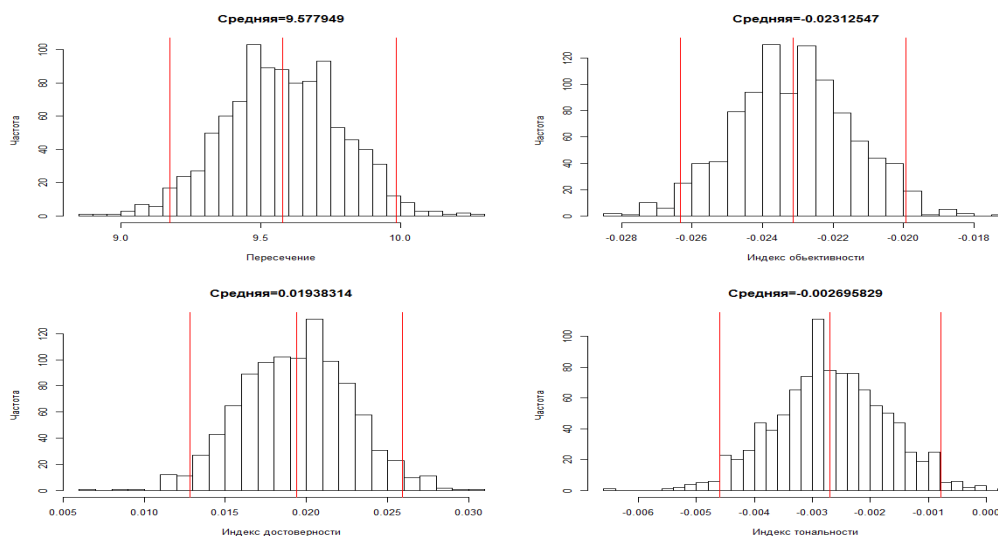 Средняя=9.577949
Частота
0 20 40 60 80 100
9.0 9.5 10.0
Пересечение
Средняя=-0.02312547
Частота
0 20 40 60 80 100 120
-0.028 -0.026 -0.024 -0.022 -0.020 -0.018
Индекс обьективности
Средняя=0.01938314
Частота
0 20 40 60 80 100 120
0.005 0.010 0.015 0.020 0.025 0.030
Индекс достоверности
Средняя=-0.002695829
Частота
0 20 40 60 80 100
-0.006 -0.005 -0.004 -0.003 -0.002 -0.001 0.000
Индекс тональности